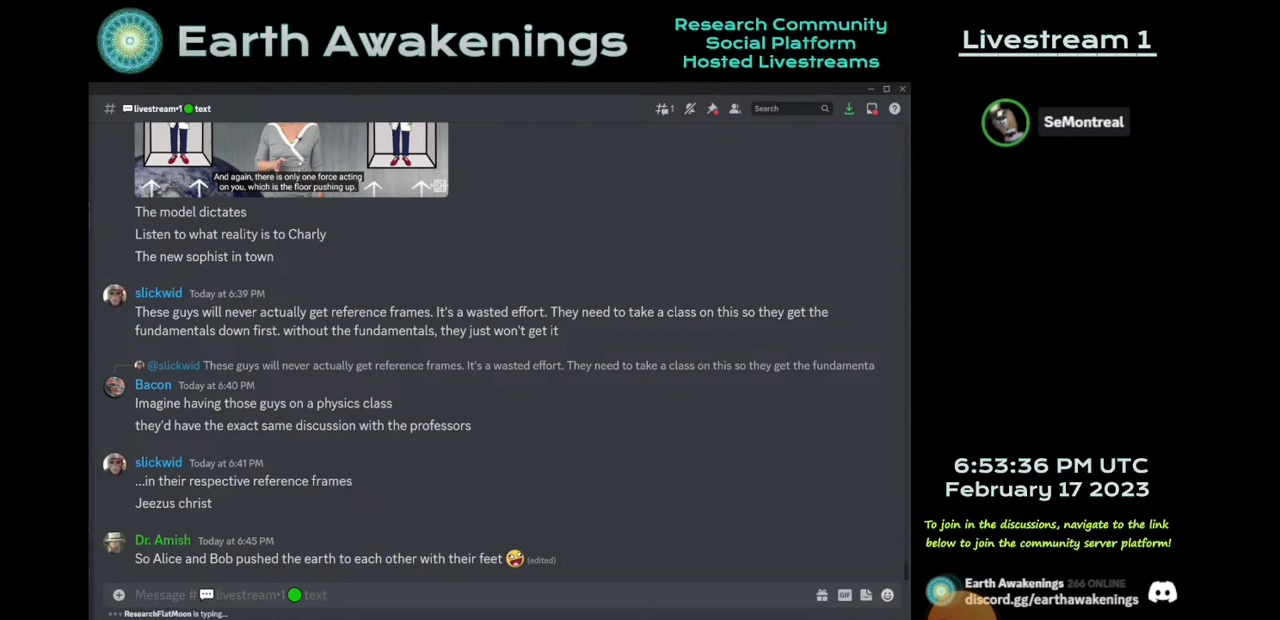 Earth Awakenings
Research Community
Social Platform
Hosted Livestreams
Livestream 1
livestream•1 text
1
Search
SeMontreal
And again, there is only one force acting
on you, which is the floor pushing up.
The model dictates
Listen to what reality is to Charly
The new sophist in town
slickwid Today at 6:39 PM
These guys will never actually get reference frames. It's a wasted effort. They need to take a class on this so they get the
fundamentals down first. without the fundamentals, they just won't get it
@slickwid These guys will never actually get reference frames. It's a wasted effort. They need to take a class on this so they get the fundamenta
Bacon Today at 6:40 PM
Imagine having those guys on a physics class
they'd have the exact same discussion with the professors
slickwid Today at 6:41 PM
...in their respective reference frames
Jeezus christ
Dr. Amish Today at 6:45 PM
So Alice and Bob pushed the earth to each other with their feet 🤪 (edited)
Message # livestream•1 text
GIF
ResearchFlatMoon is typing...
6:53:36 PM UTC
February 17 2023
To join in the discussions, navigate to the link
below to join the community server platform!
Earth Awakenings 266 ONLINE
discord.gg/earthawakenings